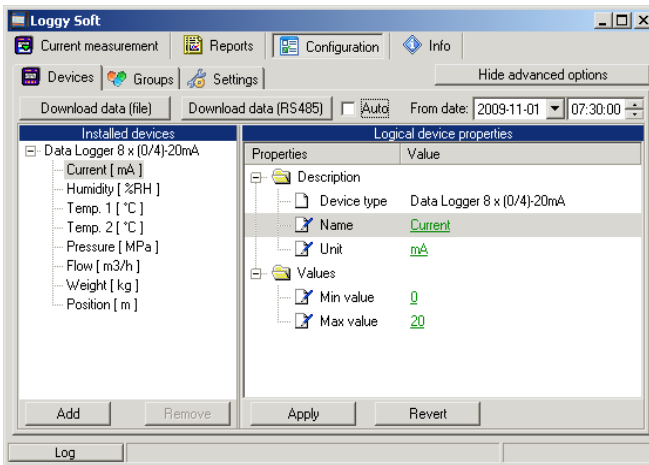 Loggy Soft
Current measurement Reports Configuration Info
Devices Groups Settings Hide advanced options
Download data (file) Download data (RS485) Auto From date: 2009-11-01 07:30:00
Installed devices Logical device properties
Data Logger 8 x (0/4)-20mA Properties Value
Current [ mA ] Description
Humidity [ %RH ] Device type Data Logger 8 x (0/4)-20mA
Temp. 1 [ °C ] Name Current
Temp. 2 [ °C ] Unit mA
Pressure [ MPa ] Values
Flow [ m3/h ] Min value 0
Weight [ kg ] Max value 20
Position [ m ]
Add Remove Apply Revert
Log